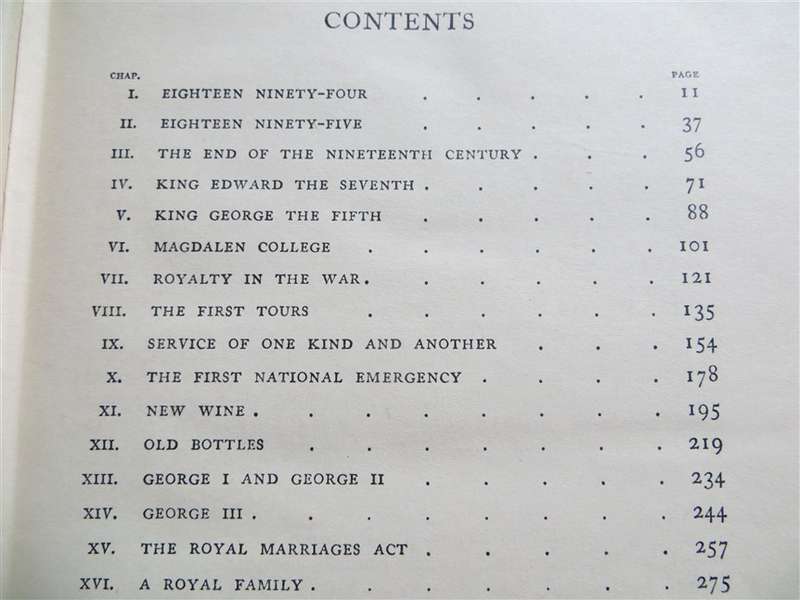 CONTENTS
CHAP. PAGE
I. EIGHTEEN NINETY-FOUR . . . . . 11
II. EIGHTEEN NINETY-FIVE . . . . . 37
III. THE END OF THE NINETEENTH CENTURY . . . 56
IV. KING EDWARD THE SEVENTH . . . . . 71
V. KING GEORGE THE FIFTH . . . . . 88
VI. MAGDALEN COLLEGE . . . . . . 101
VII. ROYALTY IN THE WAR . . . . . . 121
VIII. THE FIRST TOURS . . . . . . 135
IX. SERVICE OF ONE KIND AND ANOTHER . . . 154
X. THE FIRST NATIONAL EMERGENCY . . . . 178
XI. NEW WINE . . . . . . . . 195
XII. OLD BOTTLES . . . . . . . 219
XIII. GEORGE I AND GEORGE II . . . . . 234
XIV. GEORGE III . . . . . . . . 244
XV. THE ROYAL MARRIAGES ACT . . . . . 257
XVI. A ROYAL FAMILY . . . . . . . 275